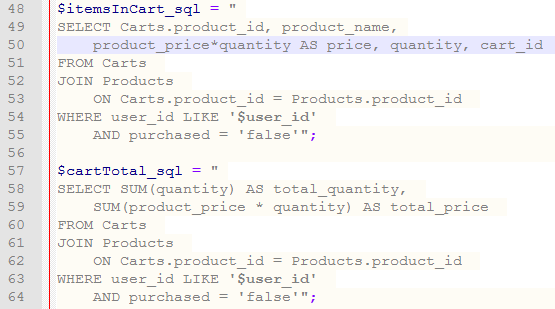 48 $itemsInCart_sql = "
49 SELECT Carts.product_id, product_name,
50     product_price*quantity AS price, quantity, cart_id
51 FROM Carts
52 JOIN Products
53     ON Carts.product_id = Products.product_id
54 WHERE user_id LIKE '$user_id'
55     AND purchased = 'false'";
56
57 $cartTotal_sql = "
58 SELECT SUM(quantity) AS total_quantity,
59     SUM(product_price * quantity) AS total_price
60 FROM Carts
61 JOIN Products
62     ON Carts.product_id = Products.product_id
63 WHERE user_id LIKE '$user_id'
64     AND purchased = 'false'";